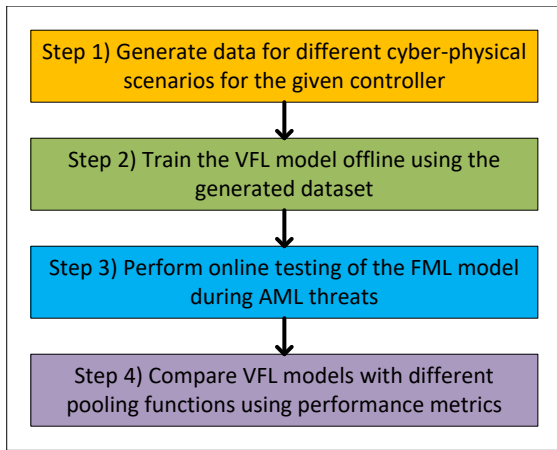 Step 1) Generate data for different cyber-physical
scenarios for the given controller
Step 2) Train the VFL model offline using the
generated dataset
Step 3) Perform online testing of the FML model
during AML threats
Step 4) Compare VFL models with different
pooling functions using performance metrics